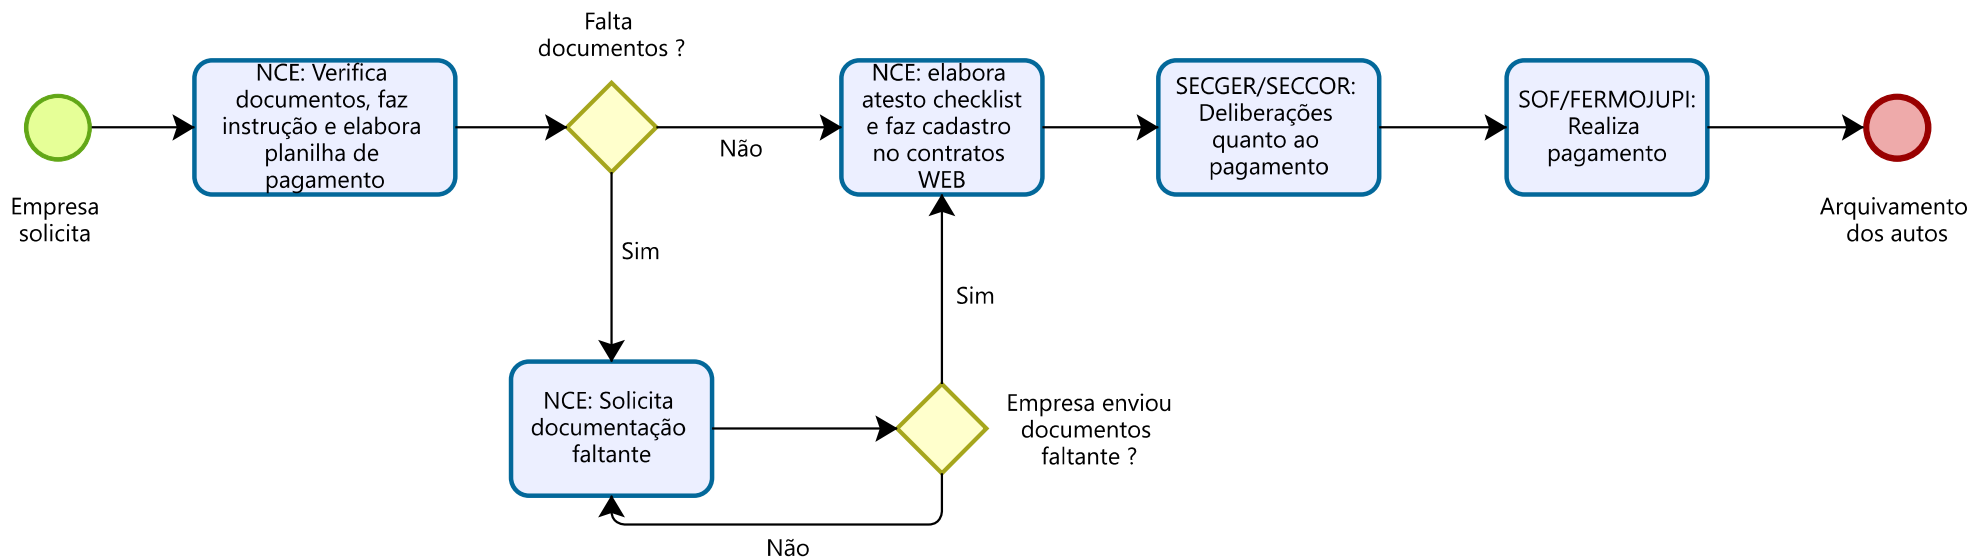 Falta
documentos ?
NCE: Verifica
documentos, faz
instrução e elabora
planilha de
pagamento
NCE: elabora
atesto checklist
e faz cadastro
no contratos
WEB
SECGER/SECCOR:
Deliberações
quanto ao
pagamento
SOF/FERMOJUPI:
Realiza
pagamento
Não
Empresa
solicita
Arquivamento
dos autos
Sim
Sim
NCE: Solicita
documentação
faltante
Empresa enviou
documentos
faltante ?
Não